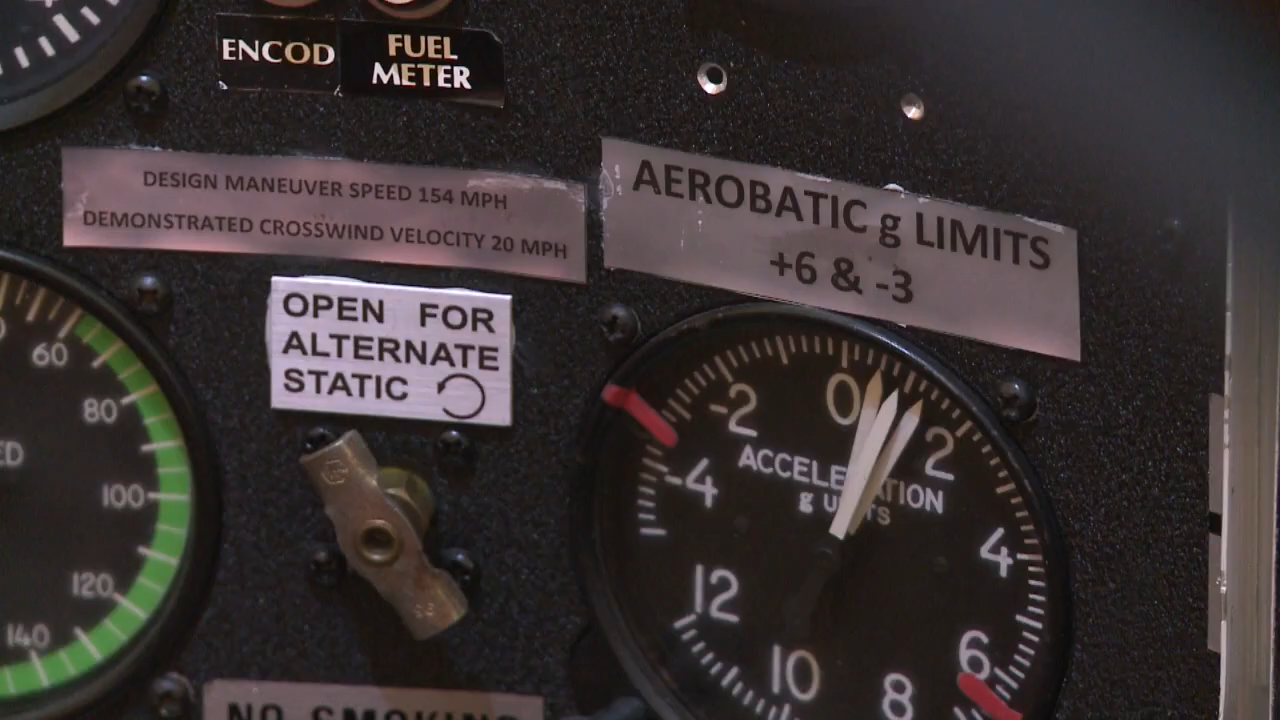 ENCOD
FUEL
METER
DESIGN MANEUVER SPEED 154 MPH
DEMONSTRATED CROSSWIND VELOCITY 20 MPH
AEROBATIC g LIMITS
+6 & -3
OPEN FOR
ALTERNATE
STATIC
60
80
100
120
140
-2
0
2
-4
4
ACCELERATION
g UNITS
12
10
8
6
NO SMOKING